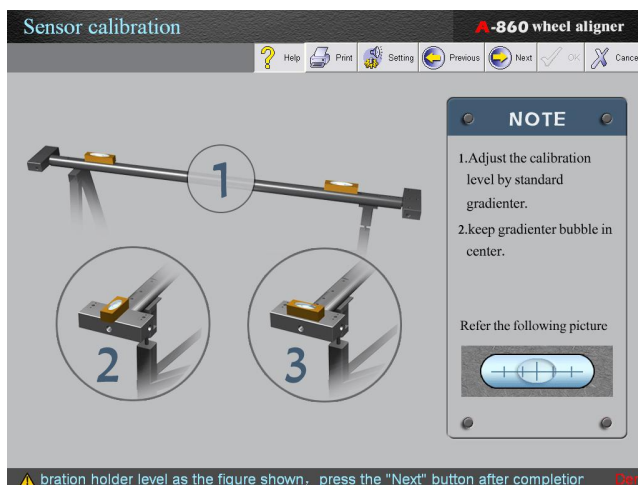 Sensor calibration
A-860 wheel aligner
Help Print Setting Previous Next OK Cance
1
2
3
NOTE
1.Adjust the calibration
level by standard
gradienter.
2.keep gradienter bubble in
center.
Refer the following picture
bration holder level as the figure shown, press the "Next" button after completior